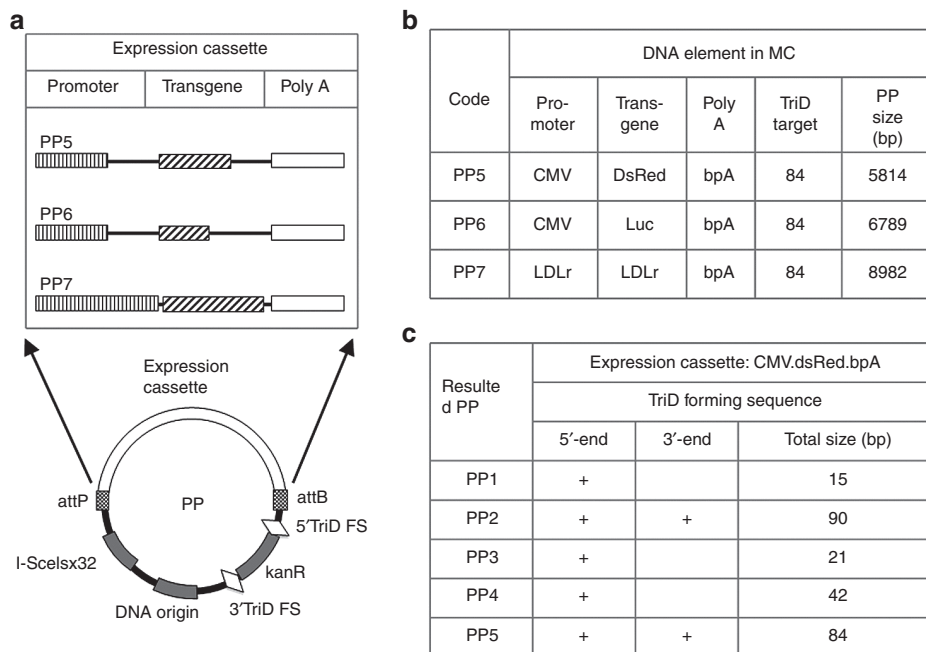 a
Expression cassette
Promoter Transgene Poly A
PP5
PP6
PP7
Expression
cassette
attP
PP
attB
5′TriD FS
I-SceIsx32
kanR
DNA origin
3′TriD FS
b
Code
DNA element in MC
Pro-
moter
Trans-
gene
Poly
A
TriD
target
PP
size
(bp)
PP5 CMV DsRed bpA 84 5814
PP6 CMV Luc bpA 84 6789
PP7 LDLr LDLr bpA 84 8982
c
Resulte
d PP
Expression cassette: CMV.dsRed.bpA
TriD forming sequence
5′-end 3′-end Total size (bp)
PP1 + 15
PP2 + + 90
PP3 + 21
PP4 + 42
PP5 + + 84